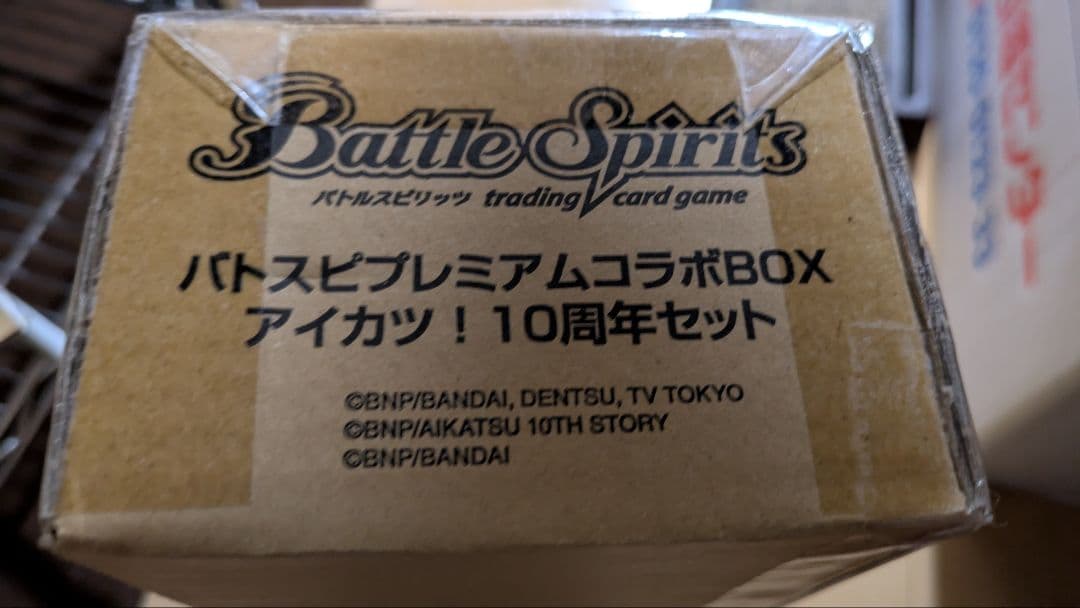 Battle Spirits
バトルスピリッツ trading card game
バトスピプレミアムコラボBOX
アイカツ！10周年セット
©BNP/BANDAI, DENTSU, TV TOKYO
©BNP/AIKATSU 10TH STORY
©BNP/BANDAI